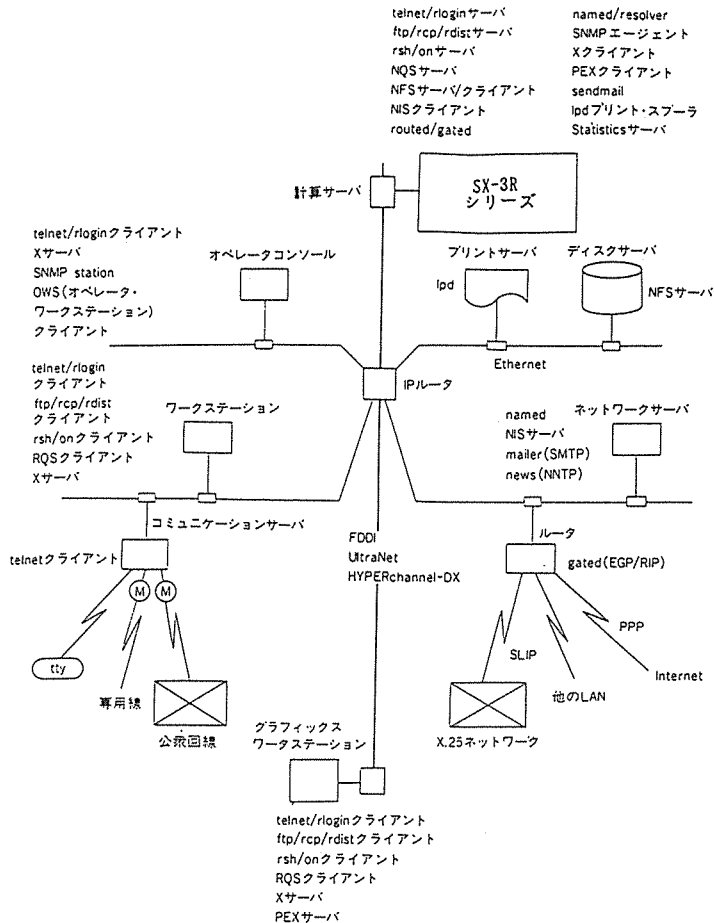 telnet/rloginサーバ
ftp/rcp/rdistサーバ
rsh/onサーバ
NQSサーバ
NFSサーバ/クライアント
NISクライアント
routed/gated
named/resolver
SNMPエージェント
Xクライアント
PEXクライアント
sendmail
lpdプリント・スプーラ
Statisticsサーバ
計算サーバ
SX-3R
シリーズ
telnet/rloginクライアント
Xサーバ
SNMP station
OWS(オペレータ・
ワークステーション)
クライアント
オペレータコンソール
プリントサーバ
lpd
ディスクサーバ
NFSサーバ
Ethernet
IPルータ
telnet/rlogin
クライアント
ftp/rcp/rdist
クライアント
rsh/onクライアント
RQSクライアント
Xサーバ
ワークステーション
named
NISサーバ
mailer(SMTP)
news(NNTP)
ネットワークサーバ
コミュニケーションサーバ
telnetクライアント
M
M
tty
専用線
公衆回線
FDDI
UltraNet
HYPERchannel-DX
ルータ
gated(EGP/RIP)
SLIP
PPP
Internet
他のLAN
X.25ネットワーク
グラフィックス
ワークステーション
telnet/rloginクライアント
ftp/rcp/rdistクライアント
rsh/onクライアント
RQSクライアント
Xサーバ
PEXサーバ